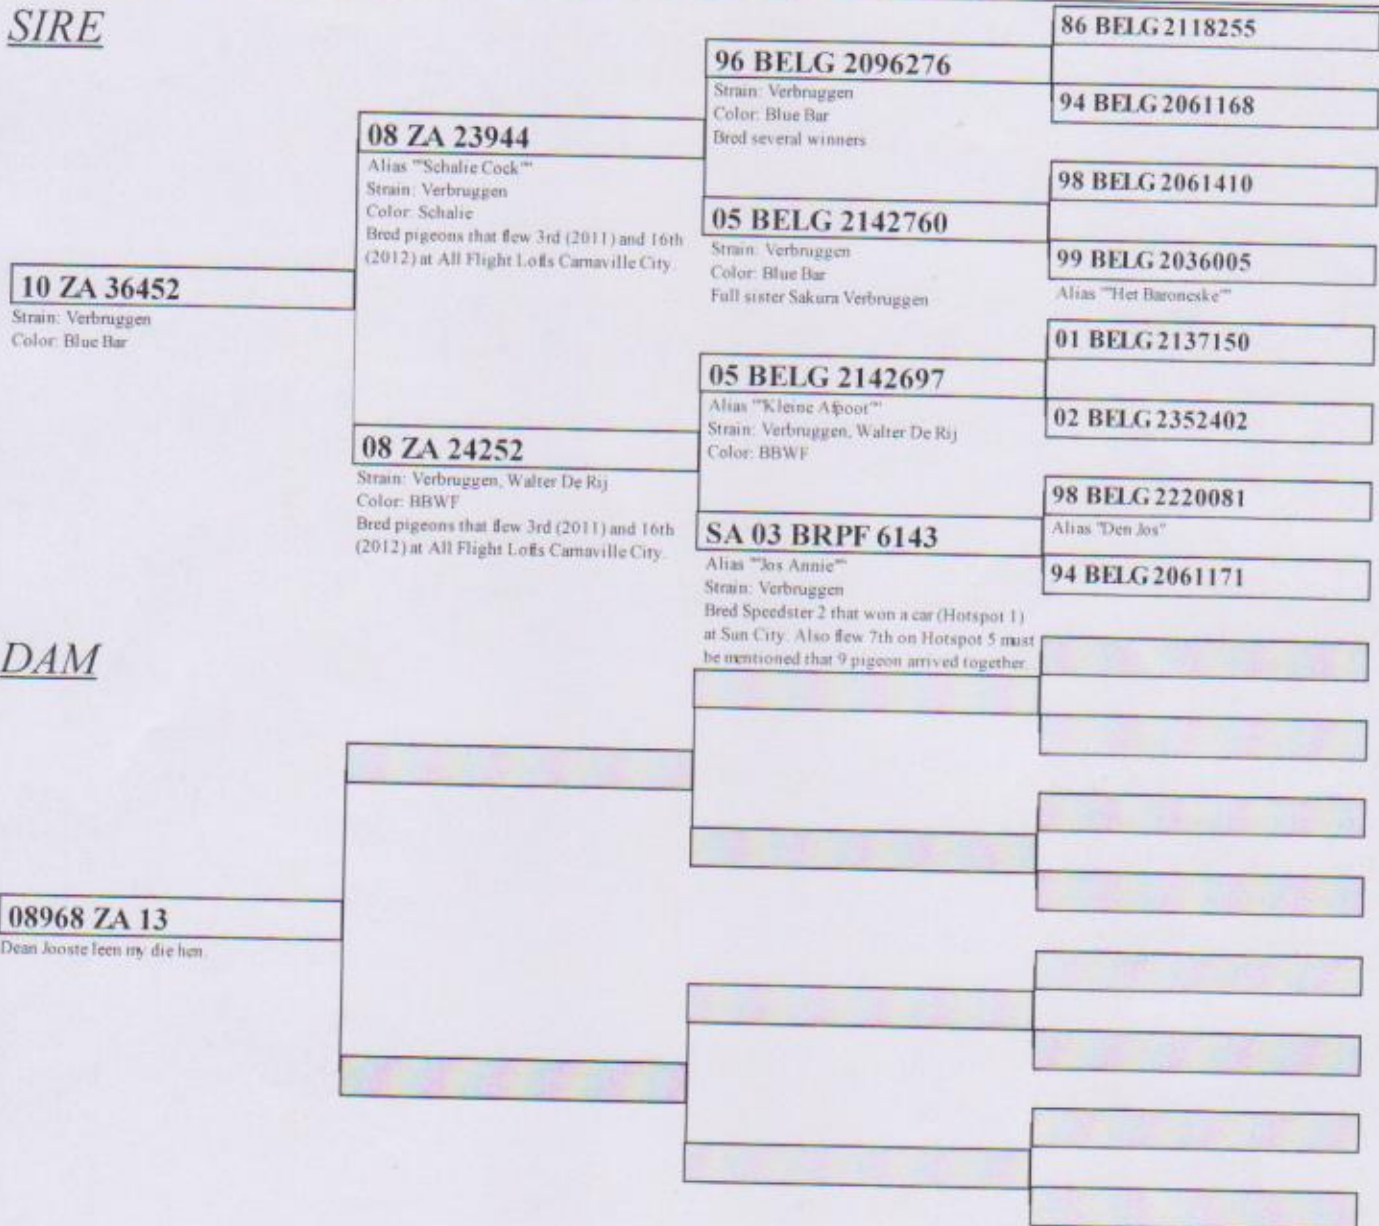 SIRE
10 ZA 36452
Strain: Verbruggen
Color: Blue Bar
08 ZA 23944
Alias ""Schalie Cock""
Strain: Verbruggen
Color: Schalie
Bred pigeons that flew 3rd (2011) and 16th
(2012) at All Flight Lofts Carnaville City.
08 ZA 24252
Strain: Verbruggen, Walter De Rij
Color: BBWF
Bred pigeons that flew 3rd (2011) and 16th
(2012) at All Flight Lofts Carnaville City.
96 BELG 2096276
Strain: Verbruggen
Color: Blue Bar
Bred several winners
05 BELG 2142760
Strain: Verbruggen
Color: Blue Bar
Full sister Sakura Verbruggen
05 BELG 2142697
Alias ""Kleine Afpoot""
Strain: Verbruggen, Walter De Rij
Color: BBWF
SA 03 BRPF 6143
Alias ""Jos Annie""
Strain: Verbruggen
Bred Speedster 2 that won a car (Hotspot 1)
at Sun City. Also flew 7th on Hotspot 5 must
be mentioned that 9 pigeon arrived together.
86 BELG 2118255
94 BELG 2061168
98 BELG 2061410
99 BELG 2036005
Alias ""Het Baroneske""
01 BELG 2137150
02 BELG 2352402
98 BELG 2220081
Alias "Den Jos"
94 BELG 2061171
DAM
08968 ZA 13
Dean Jooste leen my die hen.